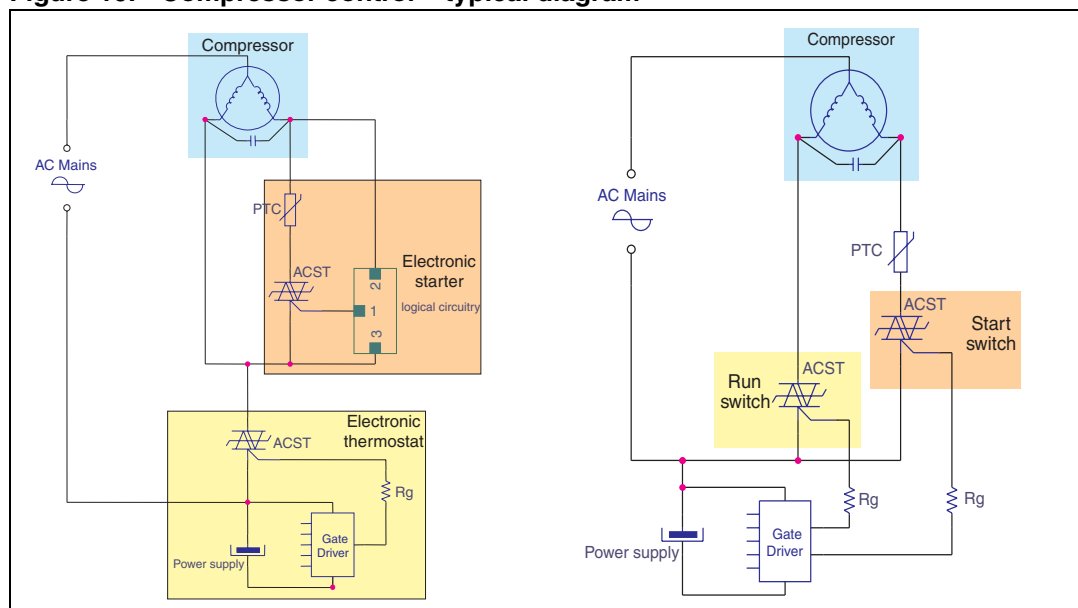 Compressor
AC Mains
PTC
ACST
Electronic
starter
logical circuitry
2
1
3
Electronic
thermostat
ACST
Rg
Gate
Driver
Power supply
Compressor
AC Mains
PTC
ACST
Start
switch
ACST
Run
switch
Rg
Rg
Gate
Driver
Power supply